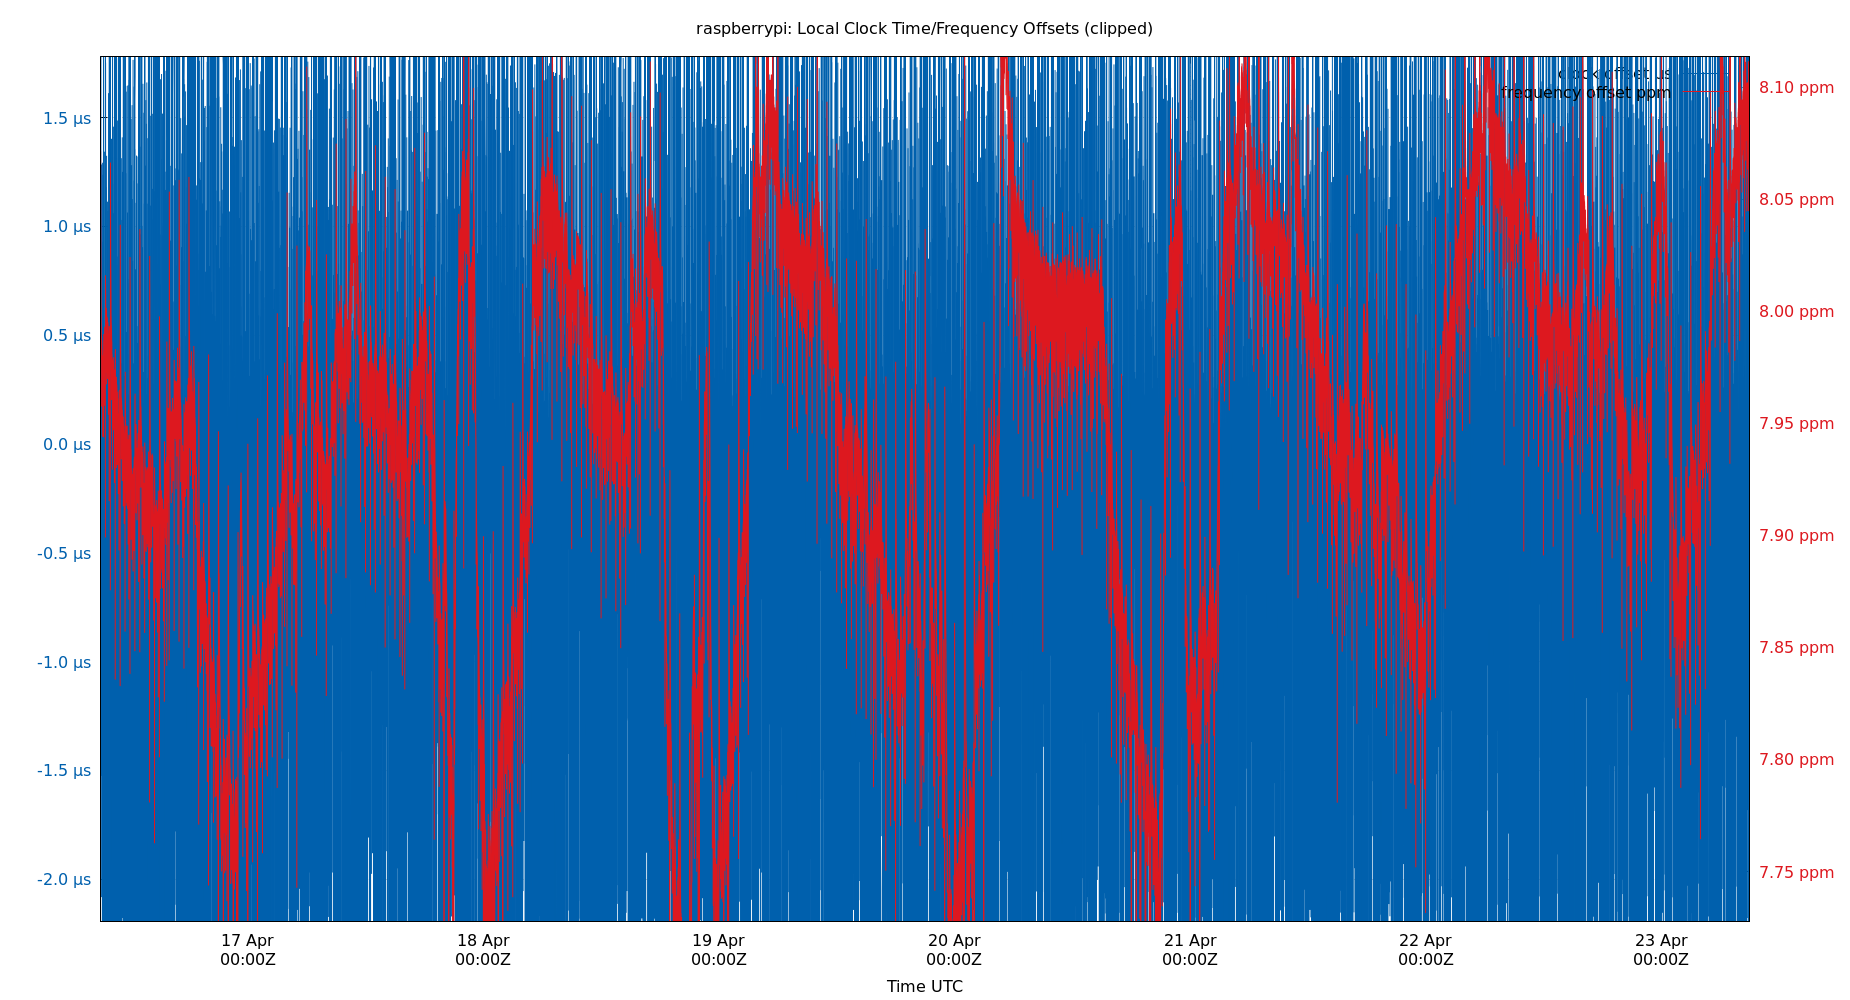 raspberrypi: Local Clock Time/Frequency Offsets (clipped)
clock offset µs
frequency offset ppm
1.5 µs
1.0 µs
0.5 µs
0.0 µs
-0.5 µs
-1.0 µs
-1.5 µs
-2.0 µs
8.10 ppm
8.05 ppm
8.00 ppm
7.95 ppm
7.90 ppm
7.85 ppm
7.80 ppm
7.75 ppm
17 Apr
00:00Z
18 Apr
00:00Z
19 Apr
00:00Z
20 Apr
00:00Z
21 Apr
00:00Z
22 Apr
00:00Z
23 Apr
00:00Z
Time UTC